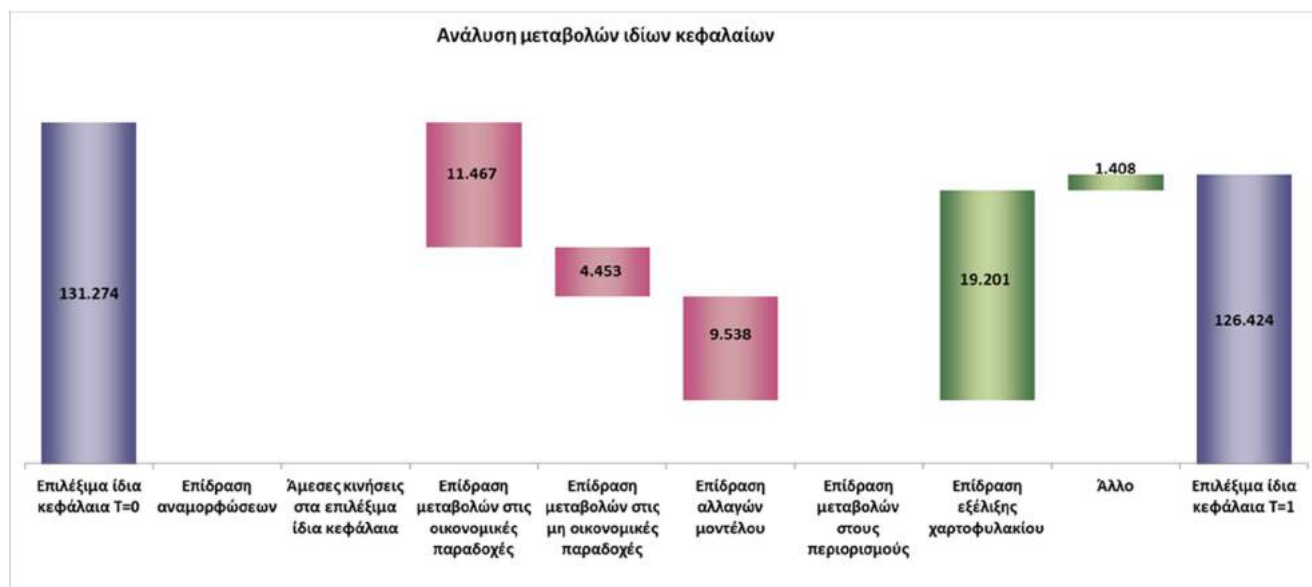 Ανάλυση μεταβολών ιδίων κεφαλαίων
131.274
11.467
4.453
9.538
19.201
1.408
126.424
Επιλέξιμα ίδια
κεφάλαια Τ=0
Επίδραση
αναμορφώσεων
Άμεσες κινήσεις
στα επιλέξιμα
ίδια κεφάλαια
Επίδραση
μεταβολών στις
οικονομικές
παραδοχές
Επίδραση
μεταβολών στις
μη οικονομικές
παραδοχές
Επίδραση
αλλαγών
μοντέλου
Επίδραση
μεταβολών
στους
περιορισμούς
Επίδραση
εξέλιξης
χαρτοφυλακίου
Άλλο
Επιλέξιμα ίδια
κεφάλαια Τ=1